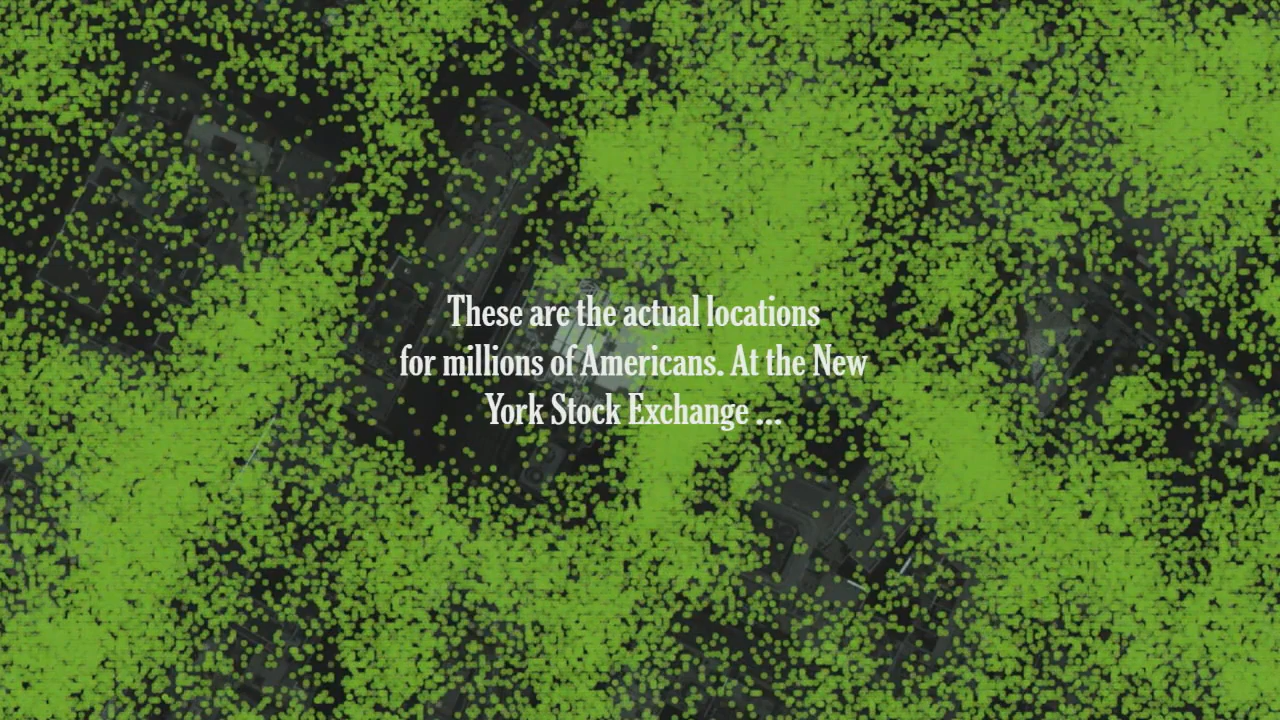 These are the actual locations
for millions of Americans. At the New
York Stock Exchange ...